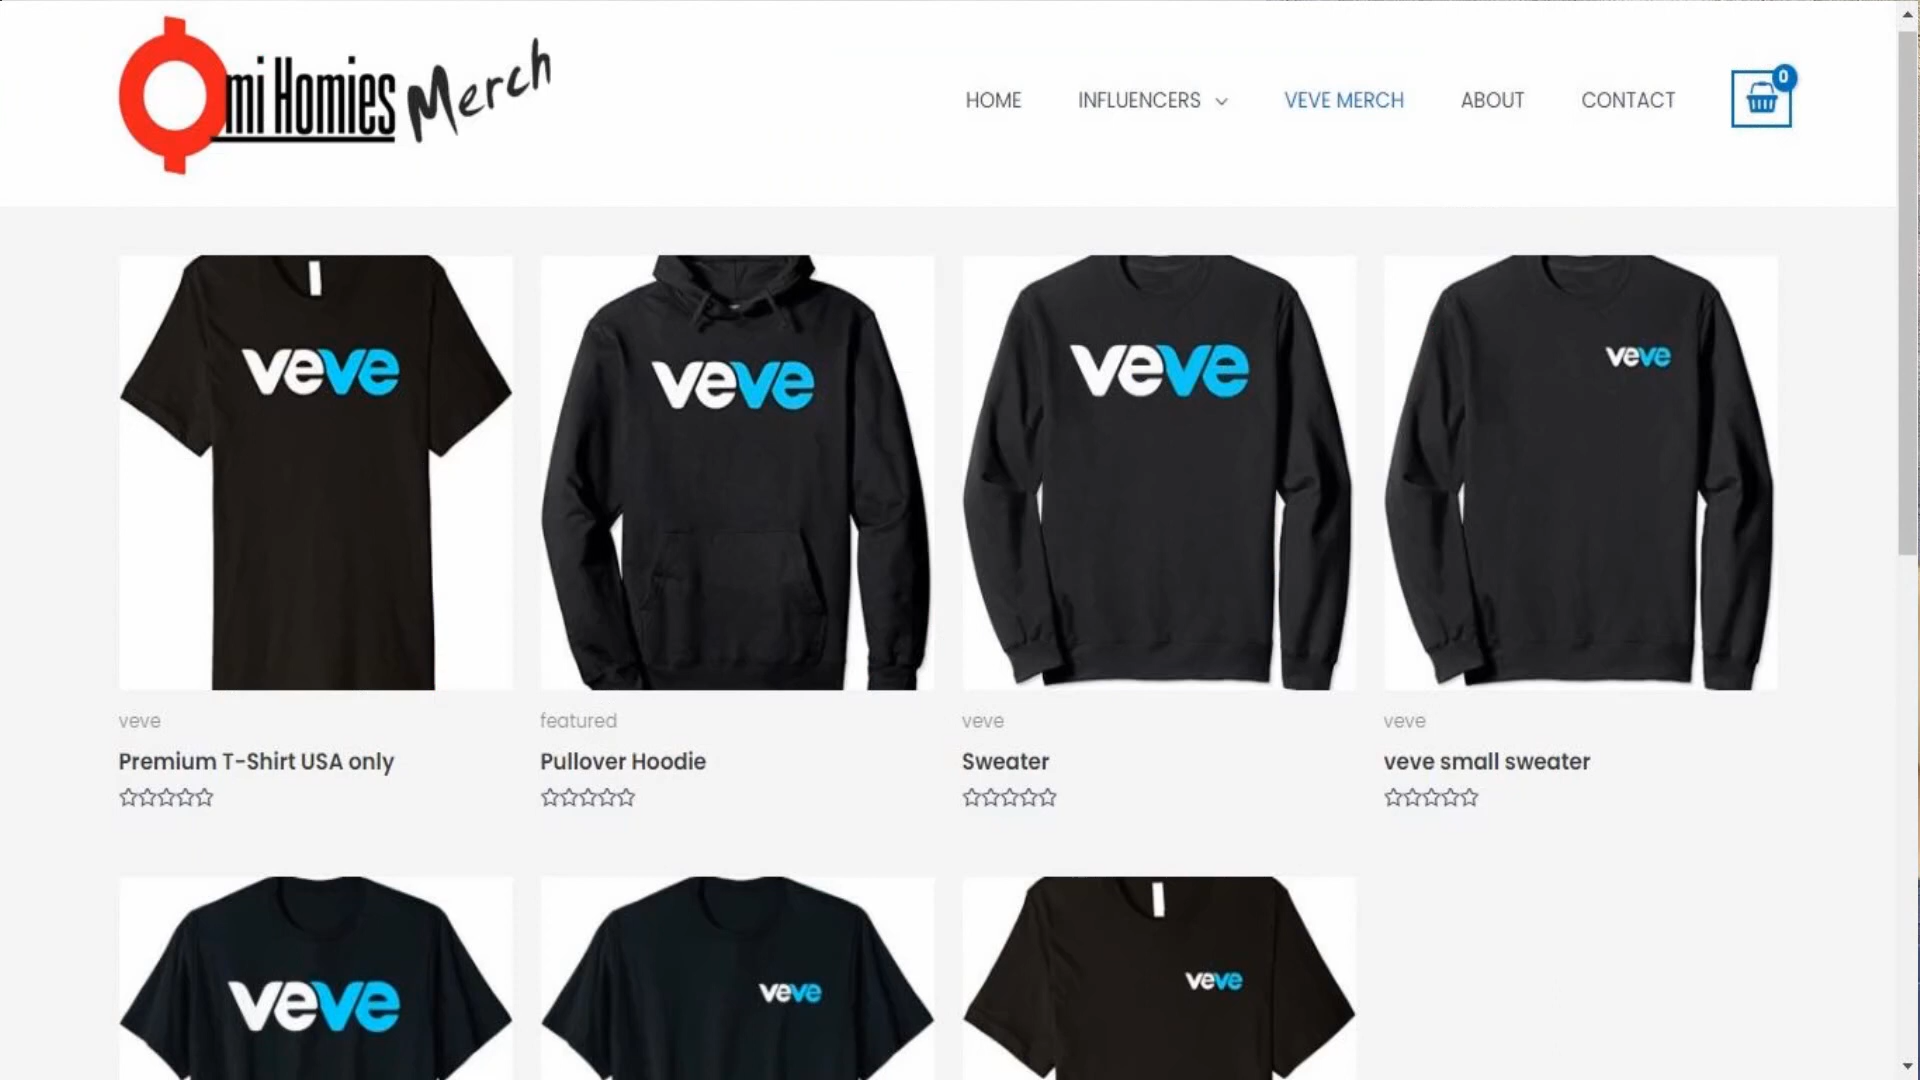 mi Homies Merch
HOME INFLUENCERS VEVE MERCH ABOUT CONTACT 0
veve veve veve veve
veve featured veve veve
Premium T-Shirt USA only Pullover Hoodie Sweater veve small sweater
veve veve veve